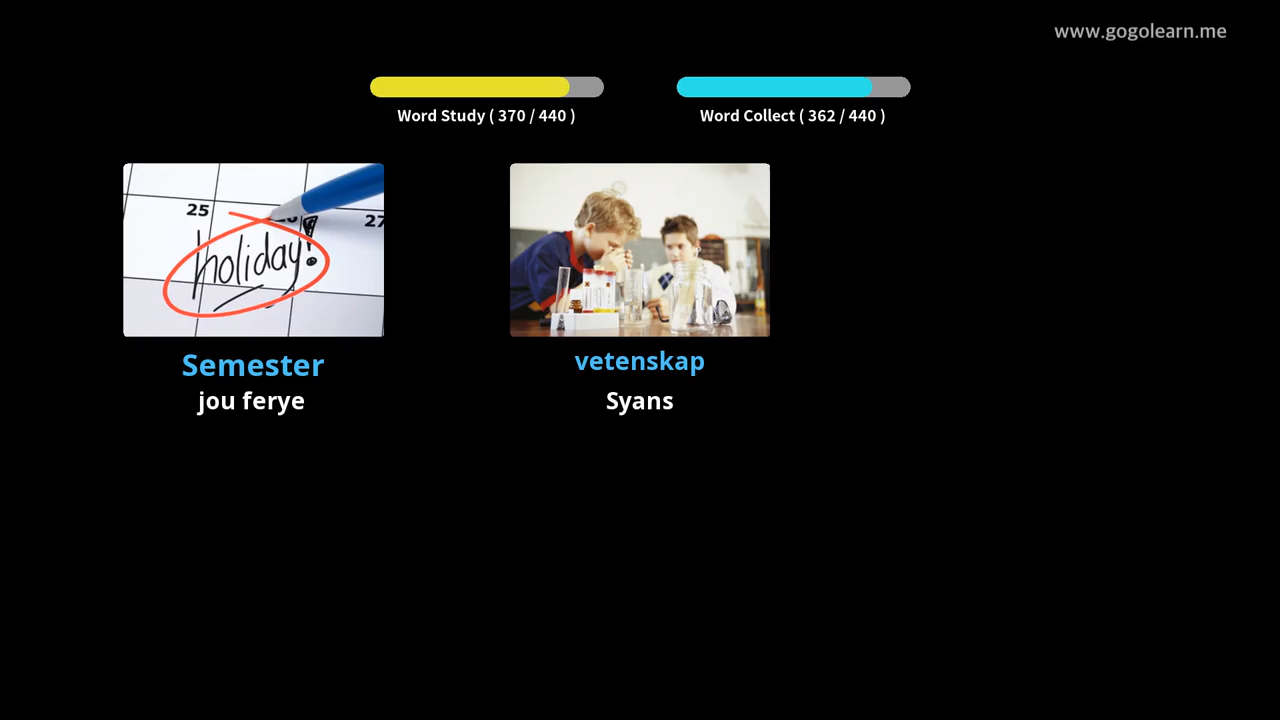 www.gogolearn.me
Word Study ( 370 / 440 )
Word Collect ( 362 / 440 )
25
27
holiday!
Semester
jou ferye
vetenskap
Syans